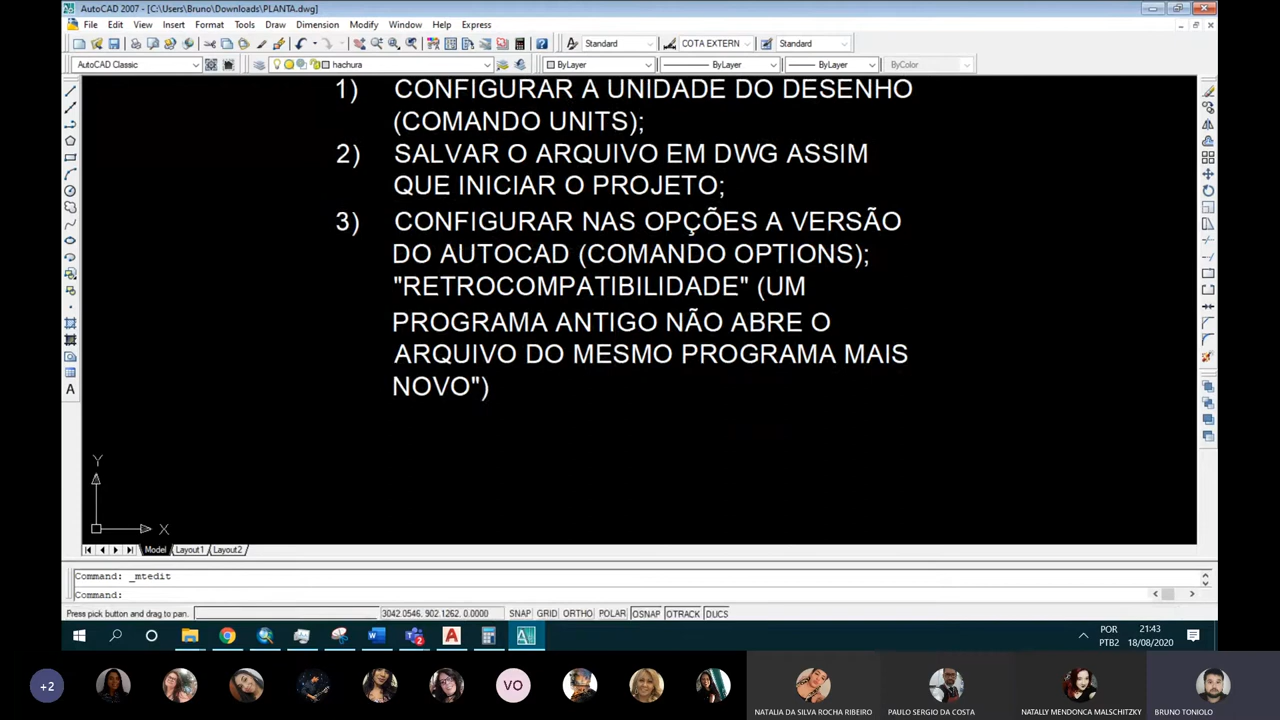 AutoCAD 2007 - [C:\Users\Bruno\Downloads\PLANTA.dwg]
File Edit View Insert Format Tools Draw Dimension Modify Window Help Express
Standard COTA EXTERN Standard
AutoCAD Classic hachura ByLayer ByLayer ByLayer ByColor
1) CONFIGURAR A UNIDADE DO DESENHO
(COMANDO UNITS);
2) SALVAR O ARQUIVO EM DWG ASSIM
QUE INICIAR O PROJETO;
3) CONFIGURAR NAS OPÇÕES A VERSÃO
DO AUTOCAD (COMANDO OPTIONS);
"RETROCOMPATIBILIDADE" (UM
PROGRAMA ANTIGO NÃO ABRE O
ARQUIVO DO MESMO PROGRAMA MAIS
NOVO")
Y
X
Model Layout1 Layout2
Command: _mtedit
Command:
Press pick button and drag to pan. 3042.0546, 902.1262, 0.0000 SNAP GRID ORTHO POLAR OSNAP OTRACK DUCS
POR 21:43
PTB2 18/08/2020
+2 VO
NATALIA DA SILVA ROCHA RIBEIRO PAULO SERGIO DA COSTA NATALLY MENDONCA MALSCHITZKY BRUNO TONIOLO